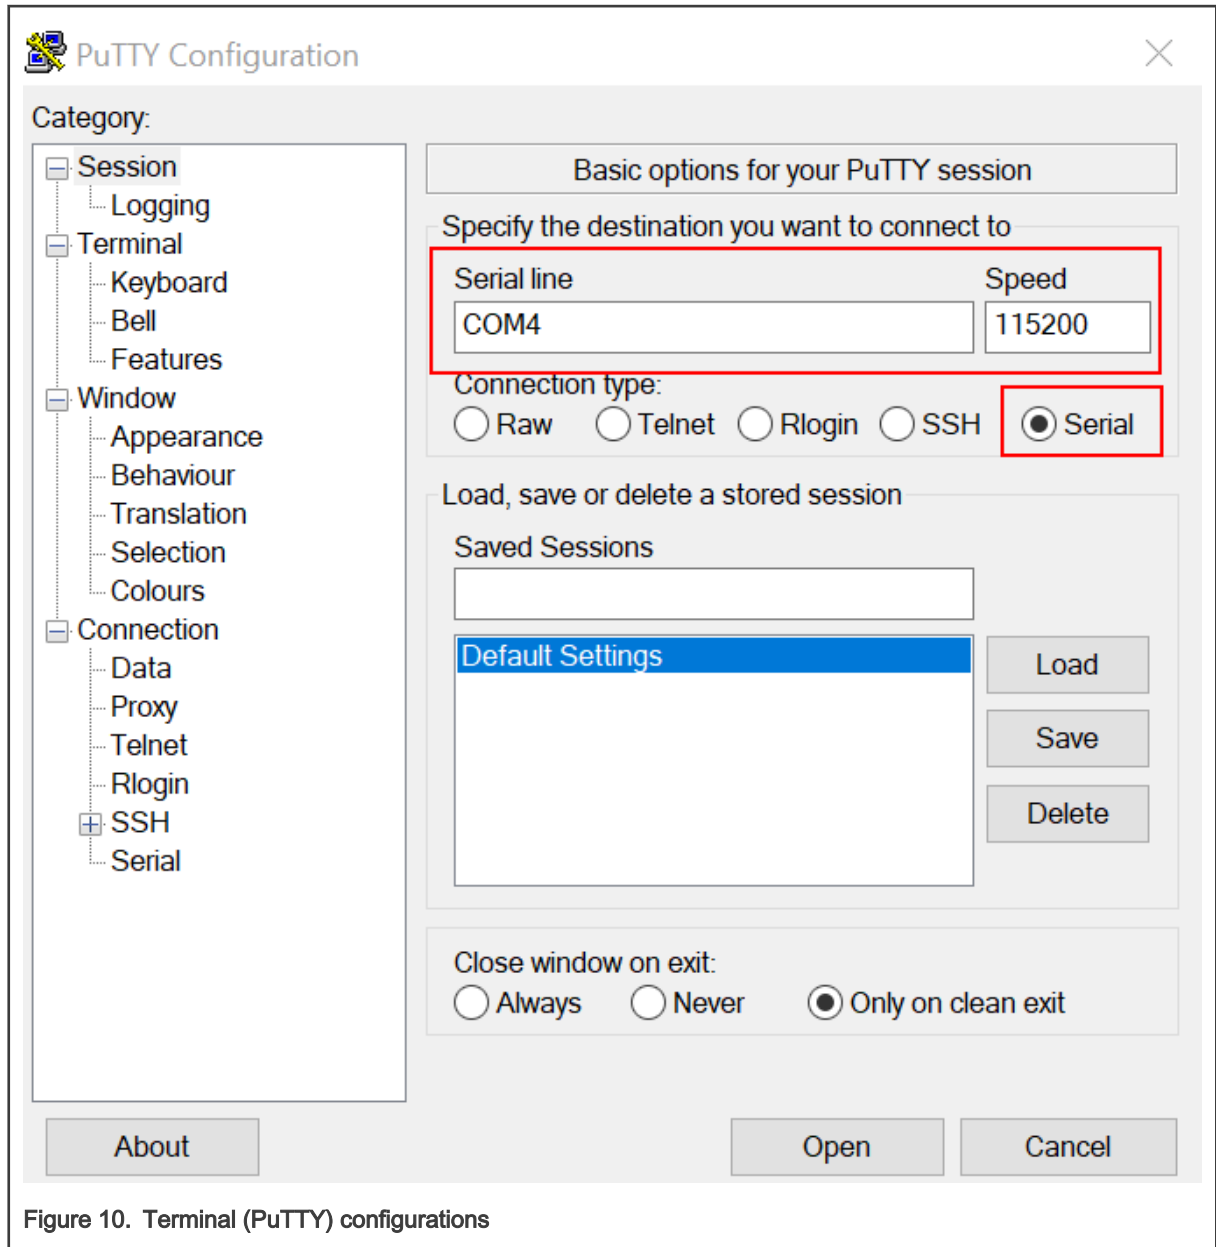 PuTTY Configuration
Category:
Session
Logging
Terminal
Keyboard
Bell
Features
Window
Appearance
Behaviour
Translation
Selection
Colours
Connection
Data
Proxy
Telnet
Rlogin
SSH
Serial
Basic options for your PuTTY session
Specify the destination you want to connect to
Serial line Speed
COM4 115200
Connection type:
Raw Telnet Rlogin SSH Serial
Load, save or delete a stored session
Saved Sessions
Default Settings
Load
Save
Delete
Close window on exit:
Always Never Only on clean exit
About Open Cancel
Figure 10. Terminal (PuTTY) configurations